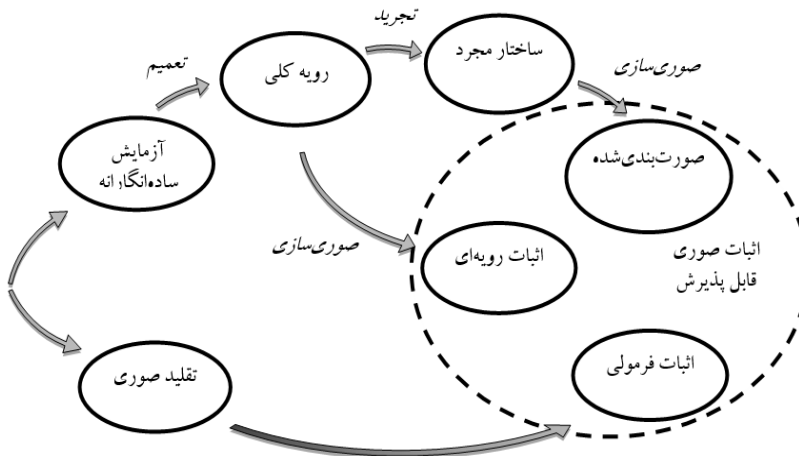 تجرید
ساختار مجرد
صوری‌سازی
رویه کلی
تعمیم
آزمایش
ساده‌انگارانه
صورت‌بندی‌شده
صوری‌سازی
اثبات رویه‌ای
اثبات صوری
قابل پذیرش
تقلید صوری
اثبات فرمولی